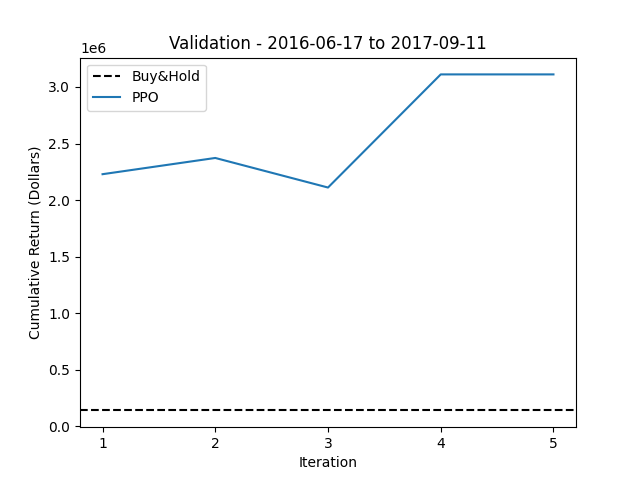 Validation - 2016-06-17 to 2017-09-11
1e6
Buy&Hold
PPO
3.0
2.5
2.0
1.5
1.0
0.5
0.0
Cumulative Return (Dollars)
1 2 3 4 5
Iteration